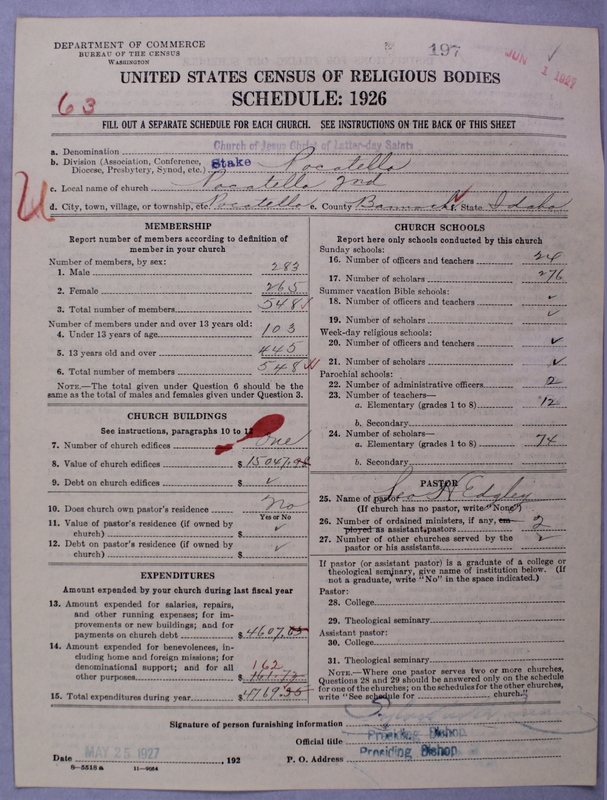 DEPARTMENT OF COMMERCE
BUREAU OF THE CENSUS
WASHINGTON
197
JUN 1 1927
UNITED STATES CENSUS OF RELIGIOUS BODIES
SCHEDULE: 1926
63
FILL OUT A SEPARATE SCHEDULE FOR EACH CHURCH. SEE INSTRUCTIONS ON THE BACK OF THIS SHEET
a. Denomination Church of Jesus Christ of Latter-day Saints
b. Division (Association, Conference, Diocese, Presbytery, Synod, etc.) Stake Pocatello
c. Local name of church Pocatello 2nd
d. City, town, village, or township, etc. Pocatello e. County Bannock f. State Idaho
MEMBERSHIP
Report number of members according to definition of member in your church
Number of members, by sex:
1. Male 283
2. Female 265
3. Total number of members 548
Number of members under and over 13 years old:
4. Under 13 years of age 103
5. 13 years old and over 445
6. Total number of members 548
NOTE.—The total given under Question 6 should be the same as the total of males and females given under Question 3.
CHURCH BUILDINGS
See instructions, paragraphs 10 to
7. Number of church edifices One
8. Value of church edifices $15047.
9. Debt on church edifices $ ✓
10. Does church own pastor's residence No
Yes or No
11. Value of pastor's residence (if owned by church) $ ✓
12. Debt on pastor's residence (if owned by church) $ ✓
EXPENDITURES
Amount expended by your church during last fiscal year
13. Amount expended for salaries, repairs, and other running expenses; for improvements or new buildings; and for payments on church debt $4607.
14. Amount expended for benevolences, including home and foreign missions; for denominational support; and for all other purposes 162 $161.72
15. Total expenditures during year $4769.
CHURCH SCHOOLS
Report here only schools conducted by this church
Sunday schools:
16. Number of officers and teachers 24
17. Number of scholars 276
Summer vacation Bible schools:
18. Number of officers and teachers ✓
19. Number of scholars ✓
Week-day religious schools:
20. Number of officers and teachers ✓
21. Number of scholars ✓
Parochial schools:
22. Number of administrative officers 2
23. Number of teachers—
a. Elementary (grades 1 to 8) 12
b. Secondary
24. Number of scholars—
a. Elementary (grades 1 to 8) 74
b. Secondary
PASTOR
25. Name of pastor Geo H Edgley
(If church has no pastor, write "None")
26. Number of ordained ministers, if any, employed as assistant pastors 2
27. Number of other churches served by the pastor or his assistants
If pastor (or assistant pastor) is a graduate of a college or theological seminary, give name of institution below. (If not a graduate, write "No" in the space indicated.)
Pastor:
28. College
29. Theological seminary
Assistant pastor:
30. College
31. Theological seminary
NOTE.—Where one pastor serves two or more churches, Questions 28 and 29 should be answered only on the schedule for one of the churches; on the schedules for the other churches, write "See schedule for church."
Signature of person furnishing information
Official title Presiding Bishop
Date MAY 25 1927, 192 P. O. Address Presiding Bishop
8—5518 a 11—9054